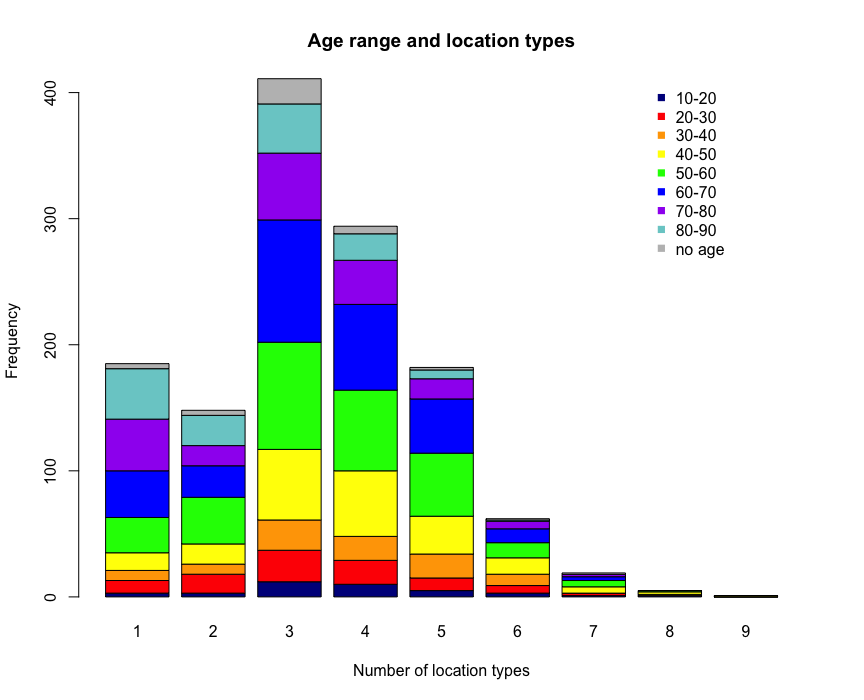 Age range and location types
400
300
200
100
0
Frequency
10-20
20-30
30-40
40-50
50-60
60-70
70-80
80-90
no age
1 2 3 4 5 6 7 8 9
Number of location types